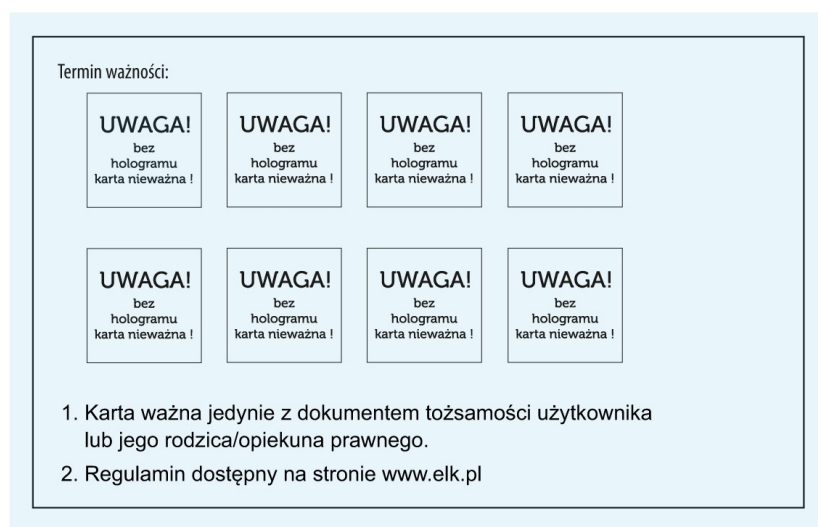 Termin ważności:
UWAGA! UWAGA! UWAGA! UWAGA!
bez bez bez bez
hologramu hologramu hologramu hologramu
karta nieważna ! karta nieważna ! karta nieważna ! karta nieważna !
UWAGA! UWAGA! UWAGA! UWAGA!
bez bez bez bez
hologramu hologramu hologramu hologramu
karta nieważna ! karta nieważna ! karta nieważna ! karta nieważna !
1. Karta ważna jedynie z dokumentem tożsamości użytkownika
lub jego rodzica/opiekuna prawnego.
2. Regulamin dostępny na stronie www.elk.pl